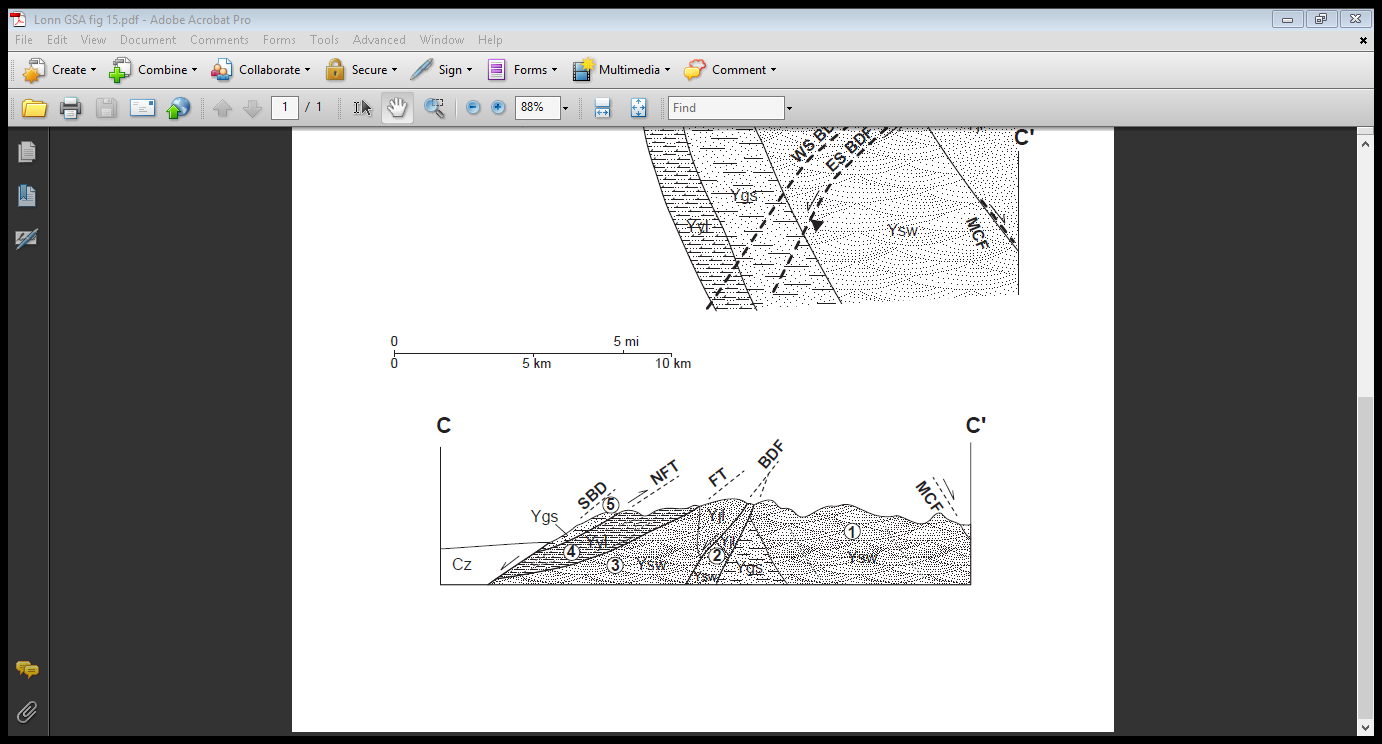 Lonn GSA fig 15.pdf - Adobe Acrobat Pro
File Edit View Document Comments Forms Tools Advanced Window Help
Create Combine Collaborate Secure Sign Forms Multimedia Comment
1 / 1 88% Find
C'
WS BD
ES BDF
Ygs
Yyl
Ysw
MCF
0 5 mi
0 5 km 10 km
C C'
SBD NFT FT BDF MCF
5
Ygs
Yjl
1
Yyl
Yjl
4 2
Cz 3 Ysw Ysw
Ygs
Ysw